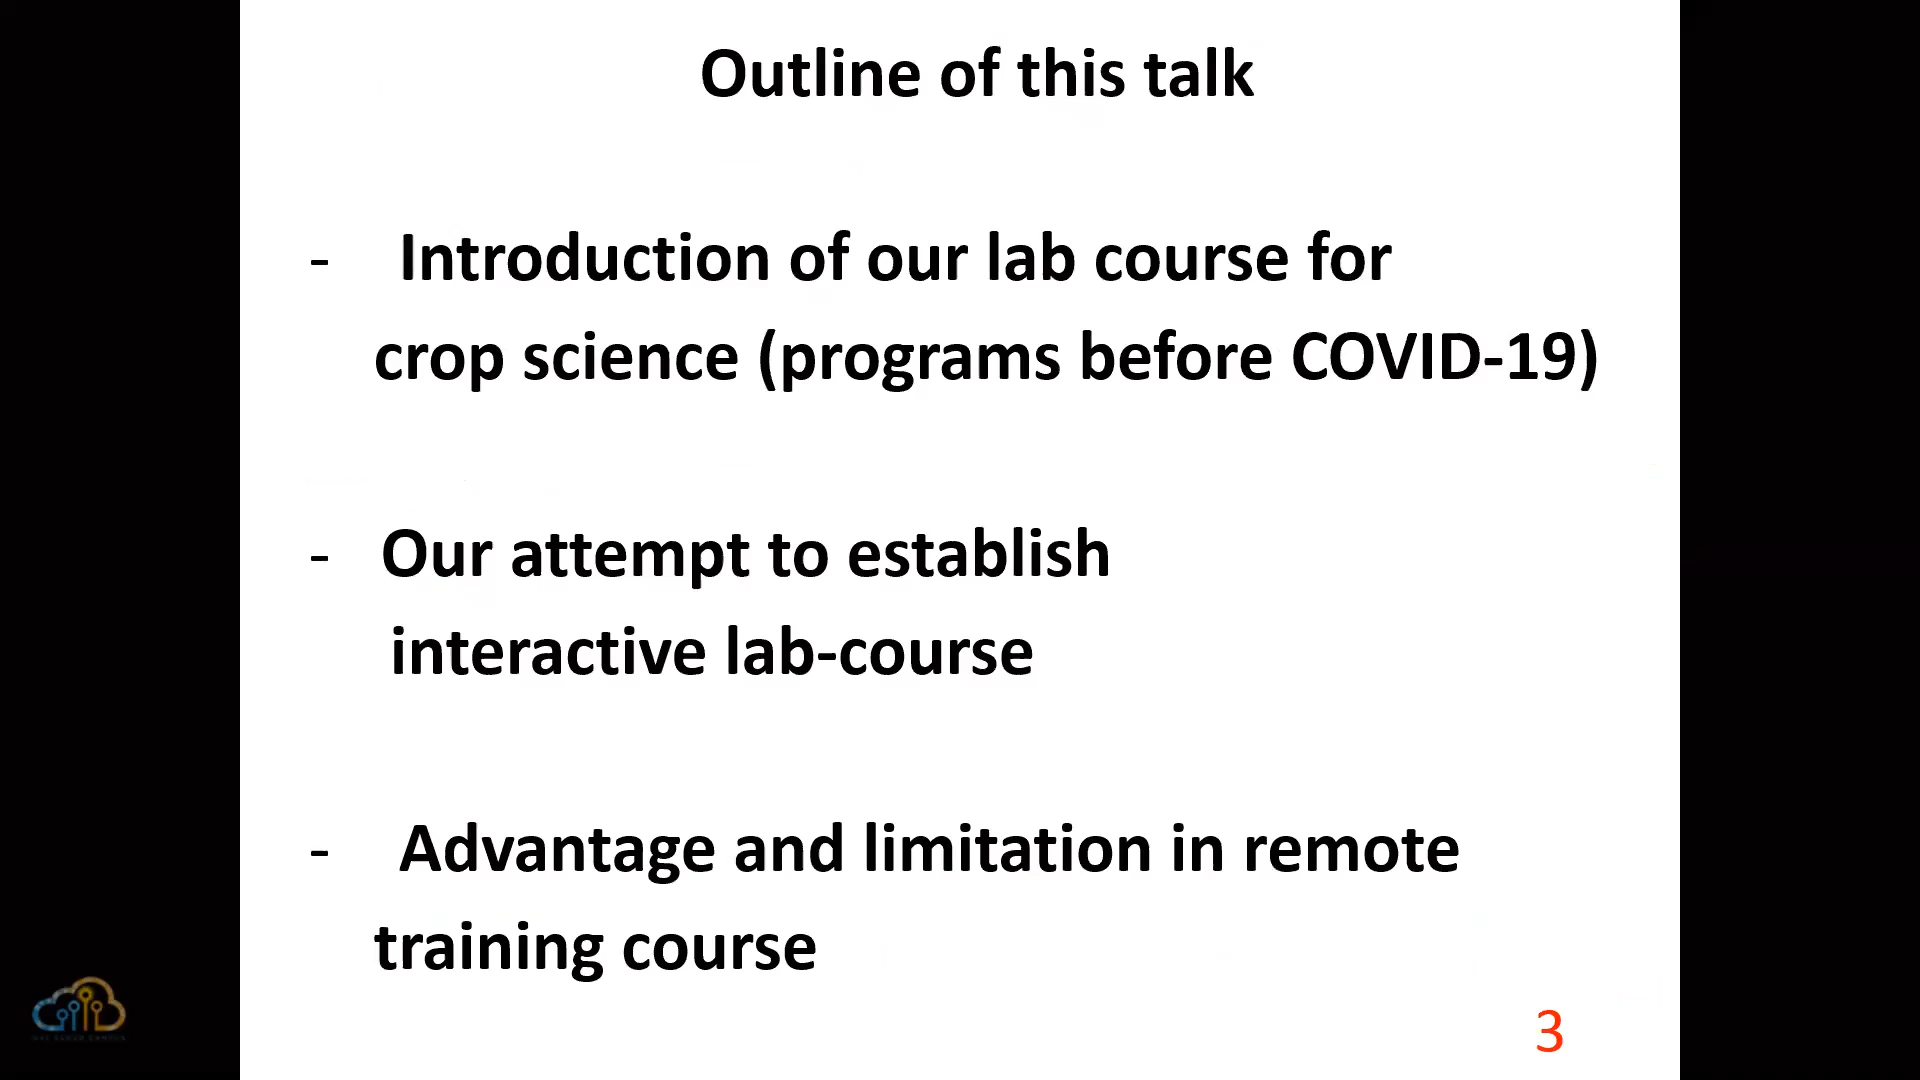 Outline of this talk
- Introduction of our lab course for
crop science (programs before COVID-19)
- Our attempt to establish
interactive lab-course
- Advantage and limitation in remote
training course
3